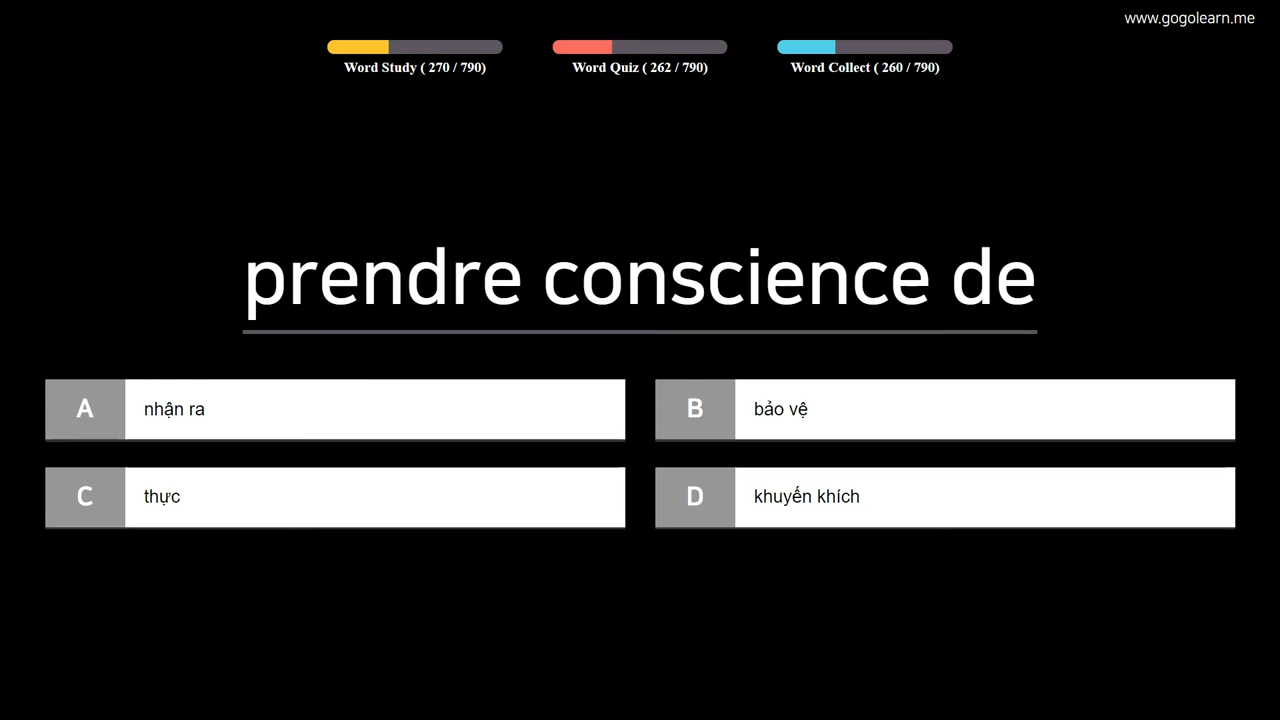 www.gogolearn.me
Word Study ( 270 / 790)
Word Quiz ( 262 / 790)
Word Collect ( 260 / 790)
prendre conscience de
A nhận ra
B bảo vệ
C thực
D khuyến khích